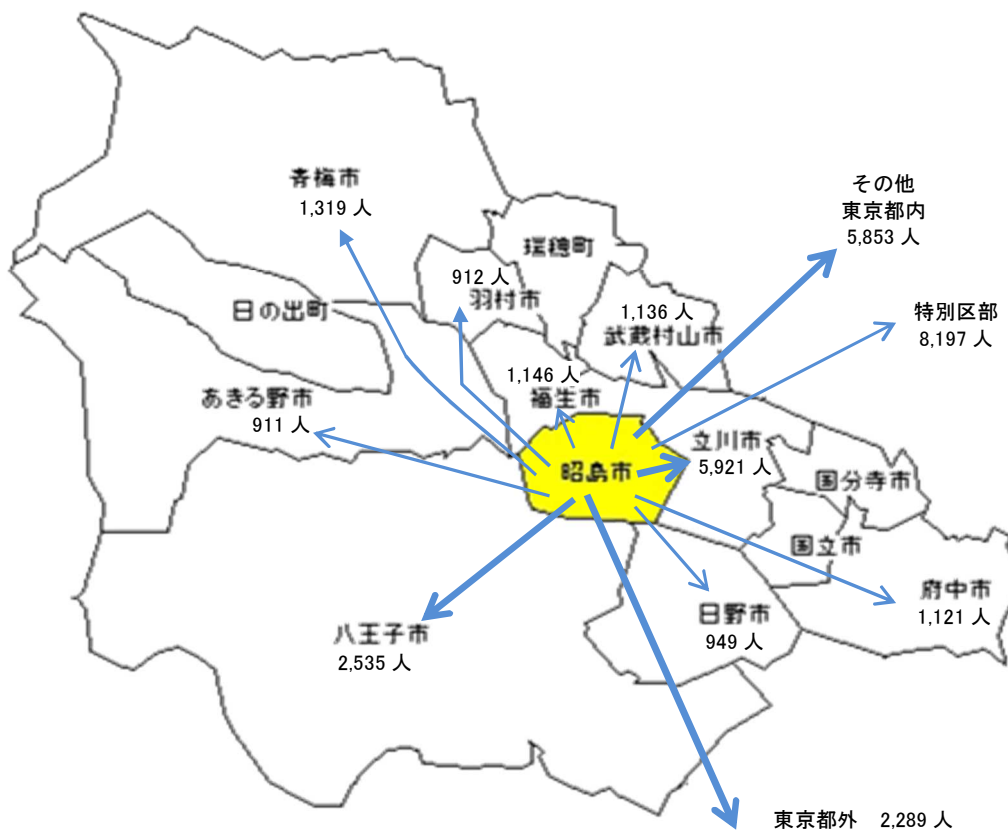 青梅市
1,319 人
その他
東京都内
5,853 人
瑞穂町
912 人
羽村市
日の出町
1,136 人
武蔵村山市
特別区部
8,197 人
1,146 人
福生市
あきる野市
911 人
昭島市
立川市
5,921 人
国分寺市
国立市
府中市
1,121 人
日野市
949 人
八王子市
2,535 人
東京都外 2,289 人